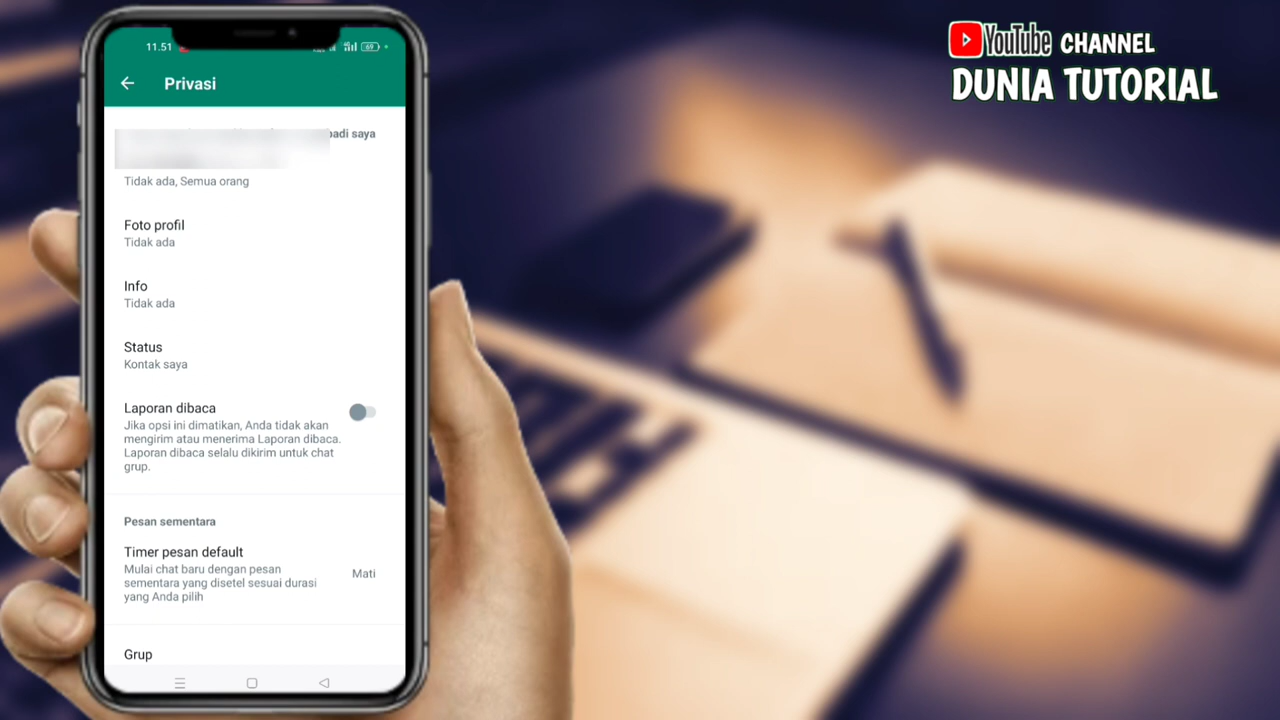 YouTube CHANNEL
DUNIA TUTORIAL
11.51
69
Privasi
badi saya
Tidak ada, Semua orang
Foto profil
Tidak ada
Info
Tidak ada
Status
Kontak saya
Laporan dibaca
Jika opsi ini dimatikan, Anda tidak akan
mengirim atau menerima Laporan dibaca.
Laporan dibaca selalu dikirim untuk chat
grup.
Pesan sementara
Timer pesan default
Mulai chat baru dengan pesan
sementara yang disetel sesuai durasi
yang Anda pilih
Mati
Grup